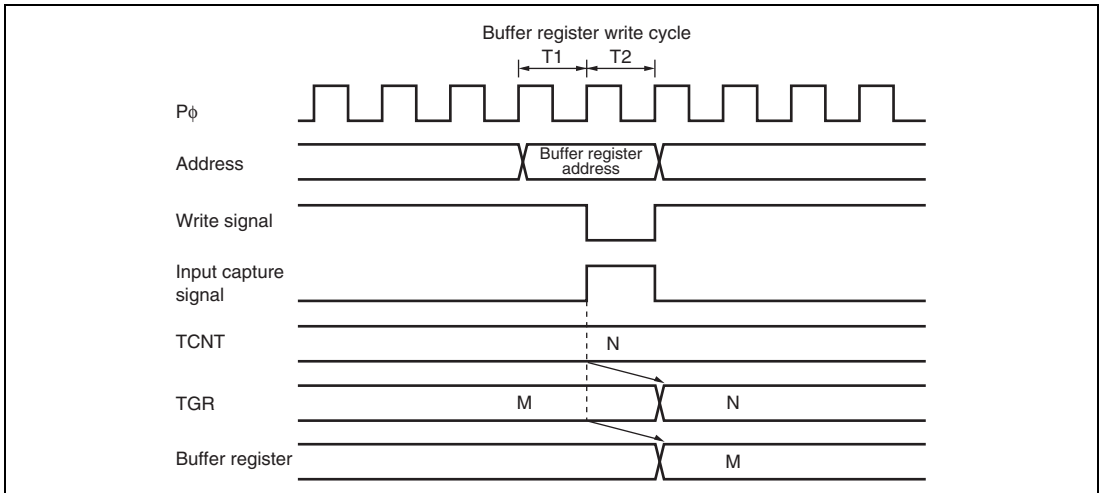 Buffer register write cycle
T1 T2
Pϕ
Address
Buffer register
address
Write signal
Input capture
signal
TCNT
N
TGR
M
N
Buffer register
M